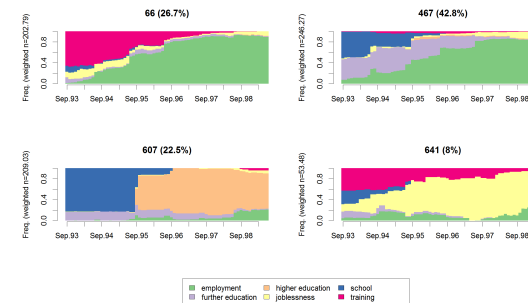 66 (26.7%)
Freq. (weighted n=202.79)
0.0 0.4 0.8
Sep.93 Sep.94 Sep.95 Sep.96 Sep.97 Sep.98
467 (42.8%)
Freq. (weighted n=246.27)
0.0 0.4 0.8
Sep.93 Sep.94 Sep.95 Sep.96 Sep.97 Sep.98
607 (22.5%)
Freq. (weighted n=209.03)
0.0 0.4 0.8
Sep.93 Sep.94 Sep.95 Sep.96 Sep.97 Sep.98
641 (8%)
Freq. (weighted n=53.48)
0.0 0.4 0.8
Sep.93 Sep.94 Sep.95 Sep.96 Sep.97 Sep.98
employment higher education school
further education joblessness training